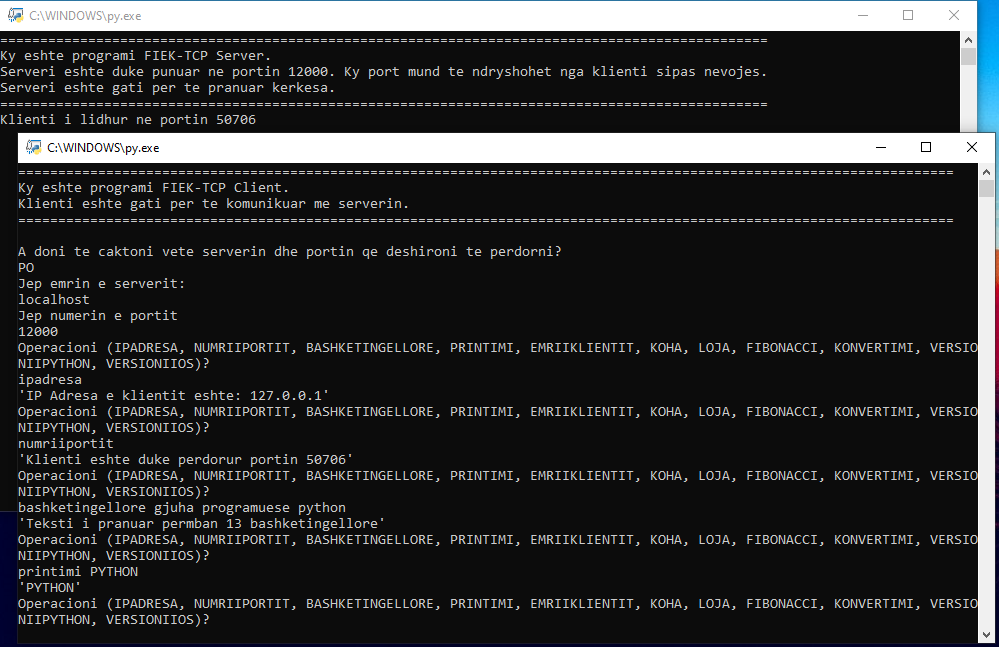 C:\WINDOWS\py.exe
================================================================================================
Ky eshte programi FIEK-TCP Server.
Serveri eshte duke punuar ne portin 12000. Ky port mund te ndryshohet nga klienti sipas nevojes.
Serveri eshte gati per te pranuar kerkesa.
================================================================================================
Klienti i lidhur ne portin 50706
C:\WINDOWS\py.exe
=====================================================================================================================
Ky eshte programi FIEK-TCP Client.
Klienti eshte gati per te komunikuar me serverin.
=====================================================================================================================
A doni te caktoni vete serverin dhe portin qe deshironi te perdorni?
PO
Jep emrin e serverit:
localhost
Jep numerin e portit
12000
Operacioni (IPADRESA, NUMRIIPORTIT, BASHKETINGELLORE, PRINTIMI, EMRIIKLIENTIT, KOHA, LOJA, FIBONACCI, KONVERTIMI, VERSIO
NIIPYTHON, VERSIONIIOS)?
ipadresa
'IP Adresa e klientit eshte: 127.0.0.1'
Operacioni (IPADRESA, NUMRIIPORTIT, BASHKETINGELLORE, PRINTIMI, EMRIIKLIENTIT, KOHA, LOJA, FIBONACCI, KONVERTIMI, VERSIO
NIIPYTHON, VERSIONIIOS)?
numriiportit
'Klienti eshte duke perdorur portin 50706'
Operacioni (IPADRESA, NUMRIIPORTIT, BASHKETINGELLORE, PRINTIMI, EMRIIKLIENTIT, KOHA, LOJA, FIBONACCI, KONVERTIMI, VERSIO
NIIPYTHON, VERSIONIIOS)?
bashketingellore gjuha programuese python
'Teksti i pranuar permban 13 bashketingellore'
Operacioni (IPADRESA, NUMRIIPORTIT, BASHKETINGELLORE, PRINTIMI, EMRIIKLIENTIT, KOHA, LOJA, FIBONACCI, KONVERTIMI, VERSIO
NIIPYTHON, VERSIONIIOS)?
printimi PYTHON
'PYTHON'
Operacioni (IPADRESA, NUMRIIPORTIT, BASHKETINGELLORE, PRINTIMI, EMRIIKLIENTIT, KOHA, LOJA, FIBONACCI, KONVERTIMI, VERSIO
NIIPYTHON, VERSIONIIOS)?